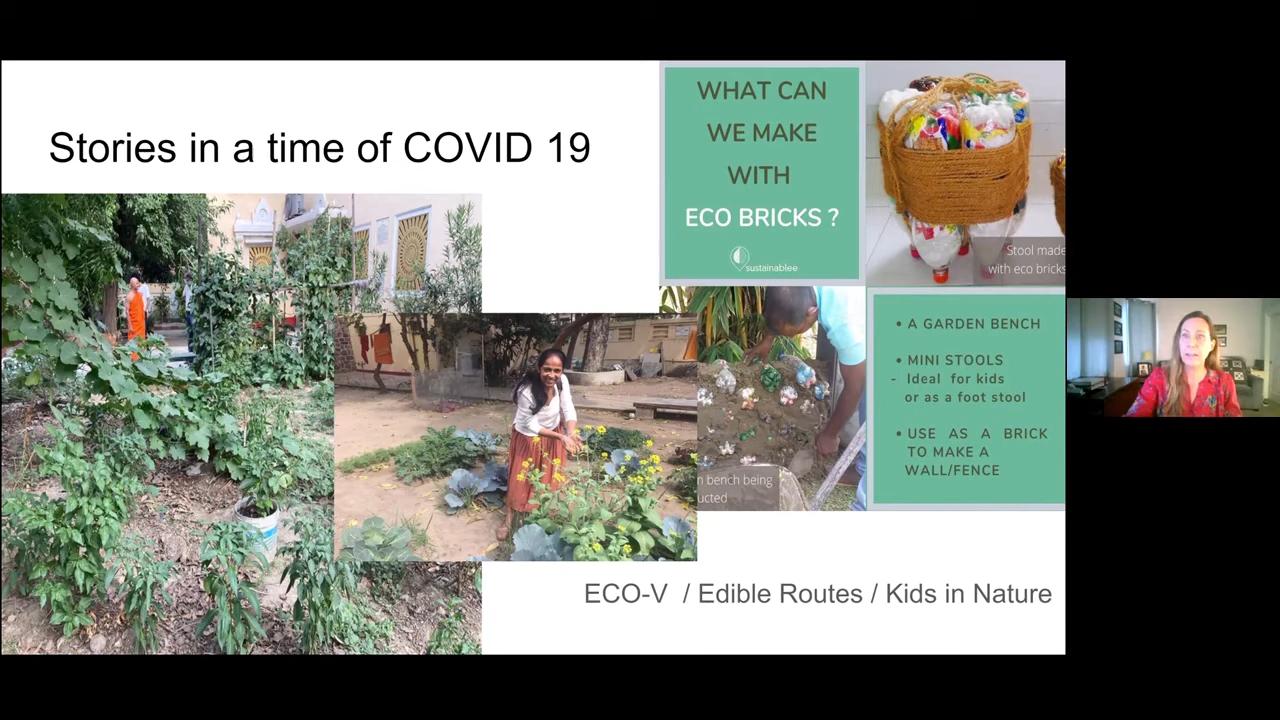 Stories in a time of COVID 19
WHAT CAN
WE MAKE
WITH
ECO BRICKS ?
sustainablee
Stool made
with eco bricks
n bench being
ucted
• A GARDEN BENCH
• MINI STOOLS
- Ideal for kids
or as a foot stool
• USE AS A BRICK
TO MAKE A
WALL/FENCE
ECO-V / Edible Routes / Kids in Nature